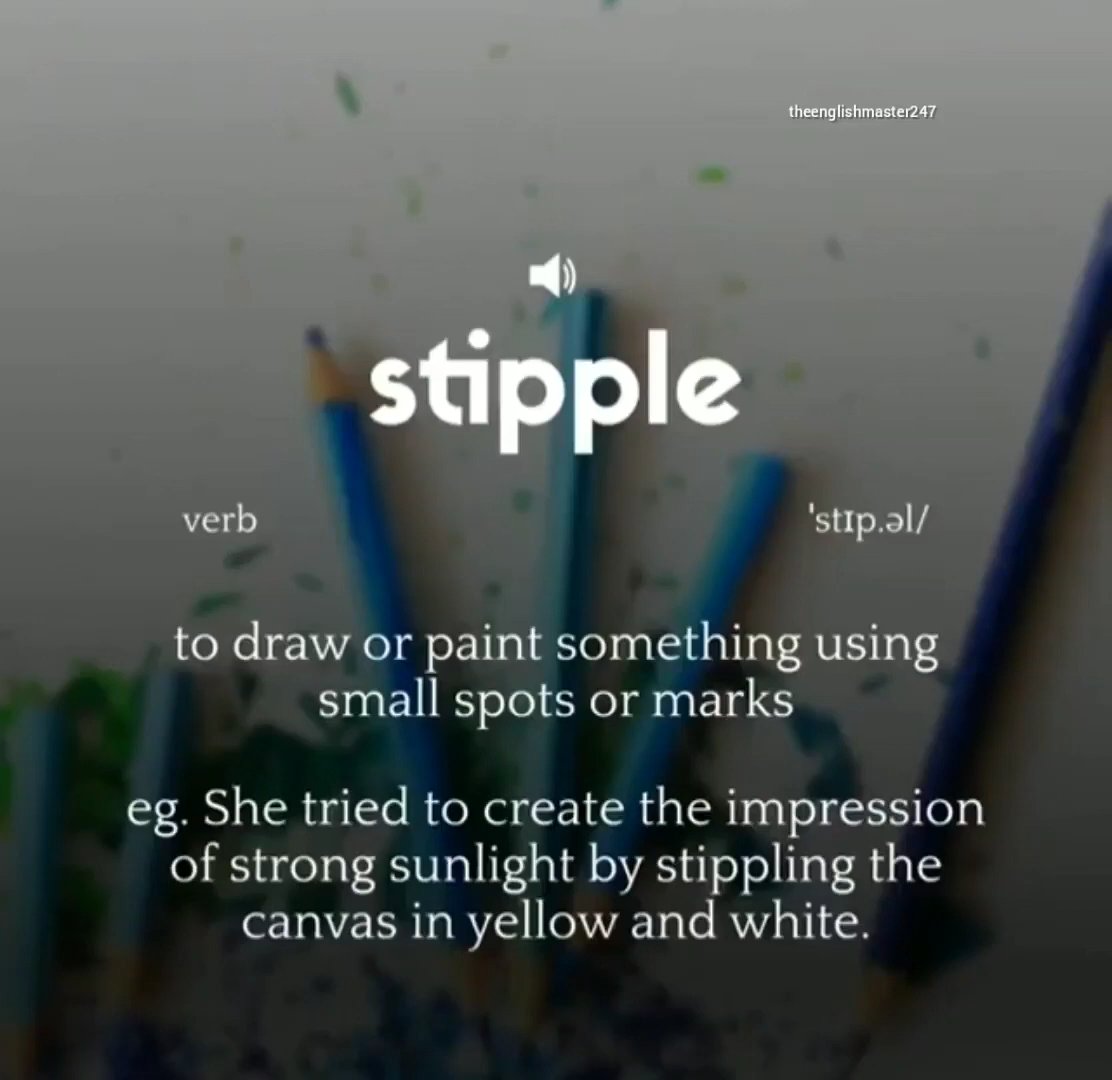 theenglishmaster247
stipple
verb
ˈstɪp.əl/
to draw or paint something using
small spots or marks
eg. She tried to create the impression
of strong sunlight by stippling the
canvas in yellow and white.